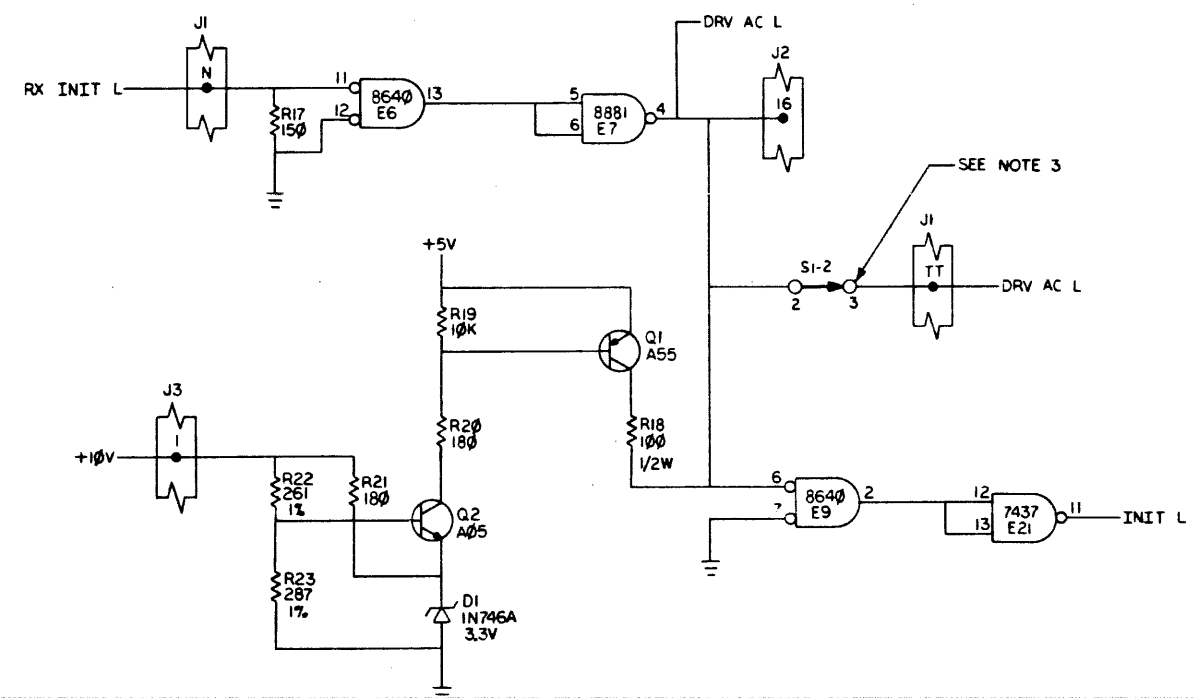 DRV AC L
J1
J2
RX INIT L
N
11
12
8640
E6
13
R17
150
5
6
8881
E7
4
16
SEE NOTE 3
+5V
J1
S1-2
TT
2
3
DRV AC L
R19
10K
Q1
A55
J3
R20
180
R18
100
1/2W
+10V
1
R22
261
1%
R21
180
6
7
8640
E9
2
12
13
7437
E21
11
INIT L
Q2
A05
R23
287
1%
D1
1N746A
3.3V